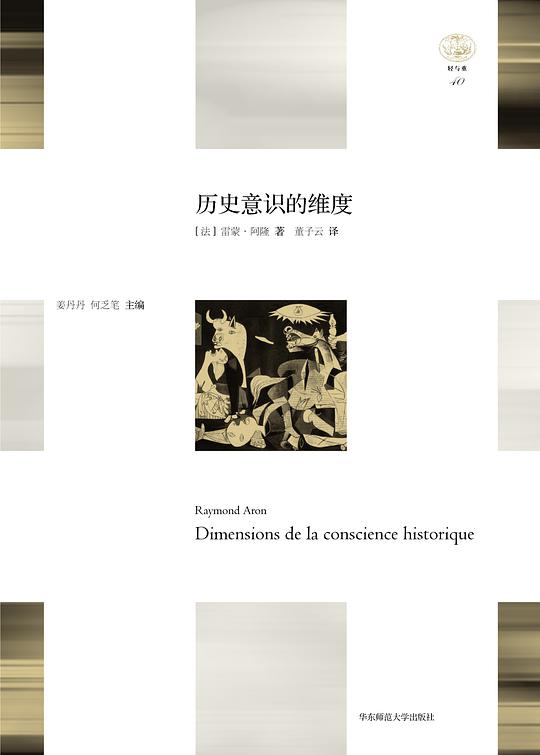 轻与重
40
历史意识的维度
[法] 雷蒙·阿隆 著 董子云 译
姜丹丹 何乏笔 主编
Raymond Aron
Dimensions de la conscience historique
华东师范大学出版社